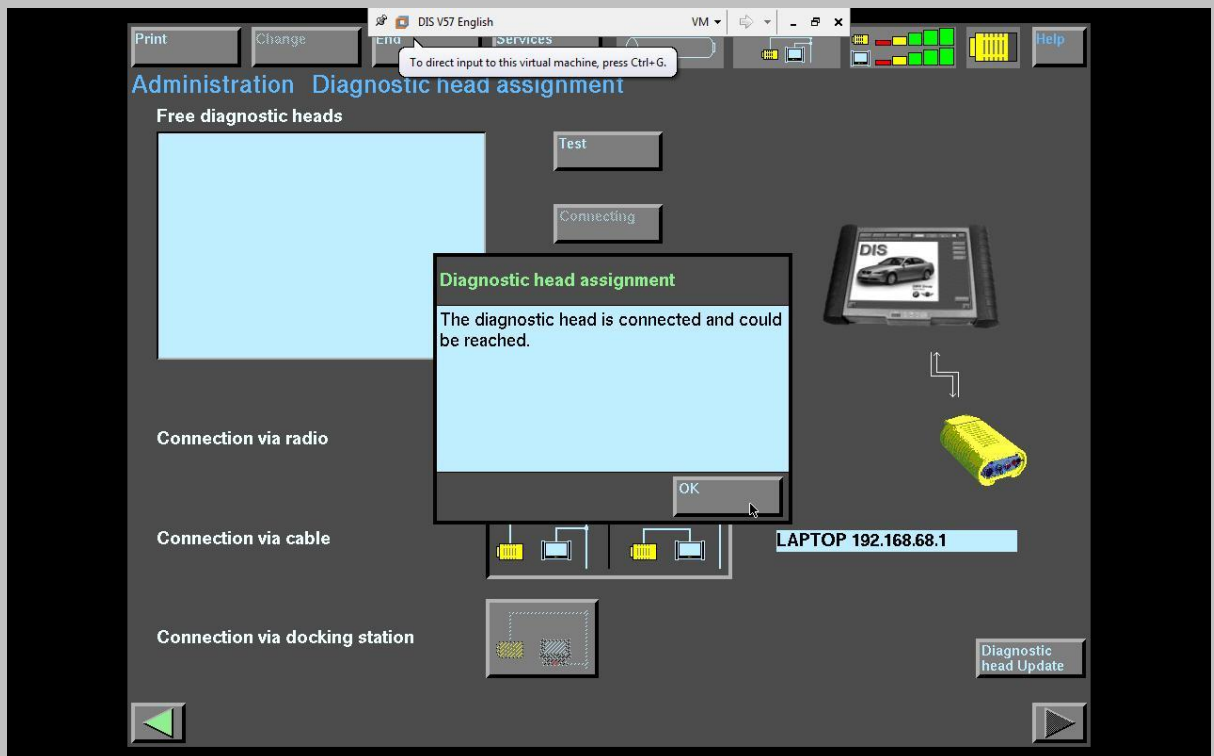 DIS V57 English
VM
Print
Change
End
Services
Help
To direct input to this virtual machine, press Ctrl+G.
Administration Diagnostic head assignment
Free diagnostic heads
Test
Connecting
DIS
Diagnostic head assignment
The diagnostic head is connected and could
be reached.
OK
Connection via radio
Connection via cable
LAPTOP 192.168.68.1
Connection via docking station
Diagnostic
head Update